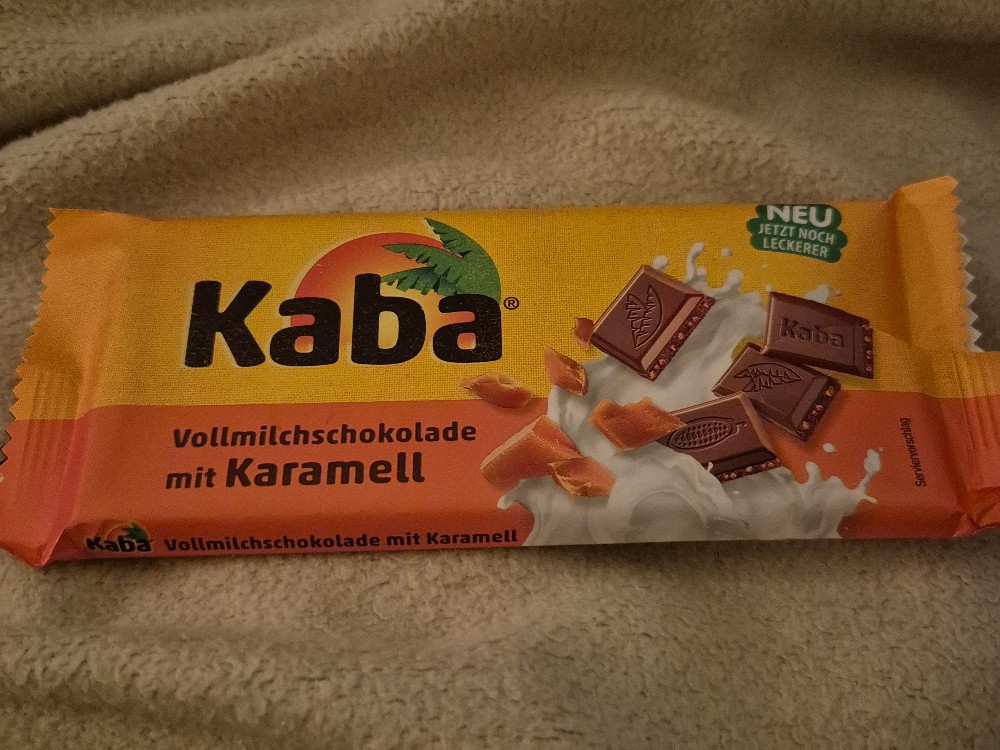 NEU
JETZT NOCH
LECKERER
Kaba®
Kaba
Vollmilchschokolade
mit Karamell
Serviervorschlag
Kaba Vollmilchschokolade mit Karamell